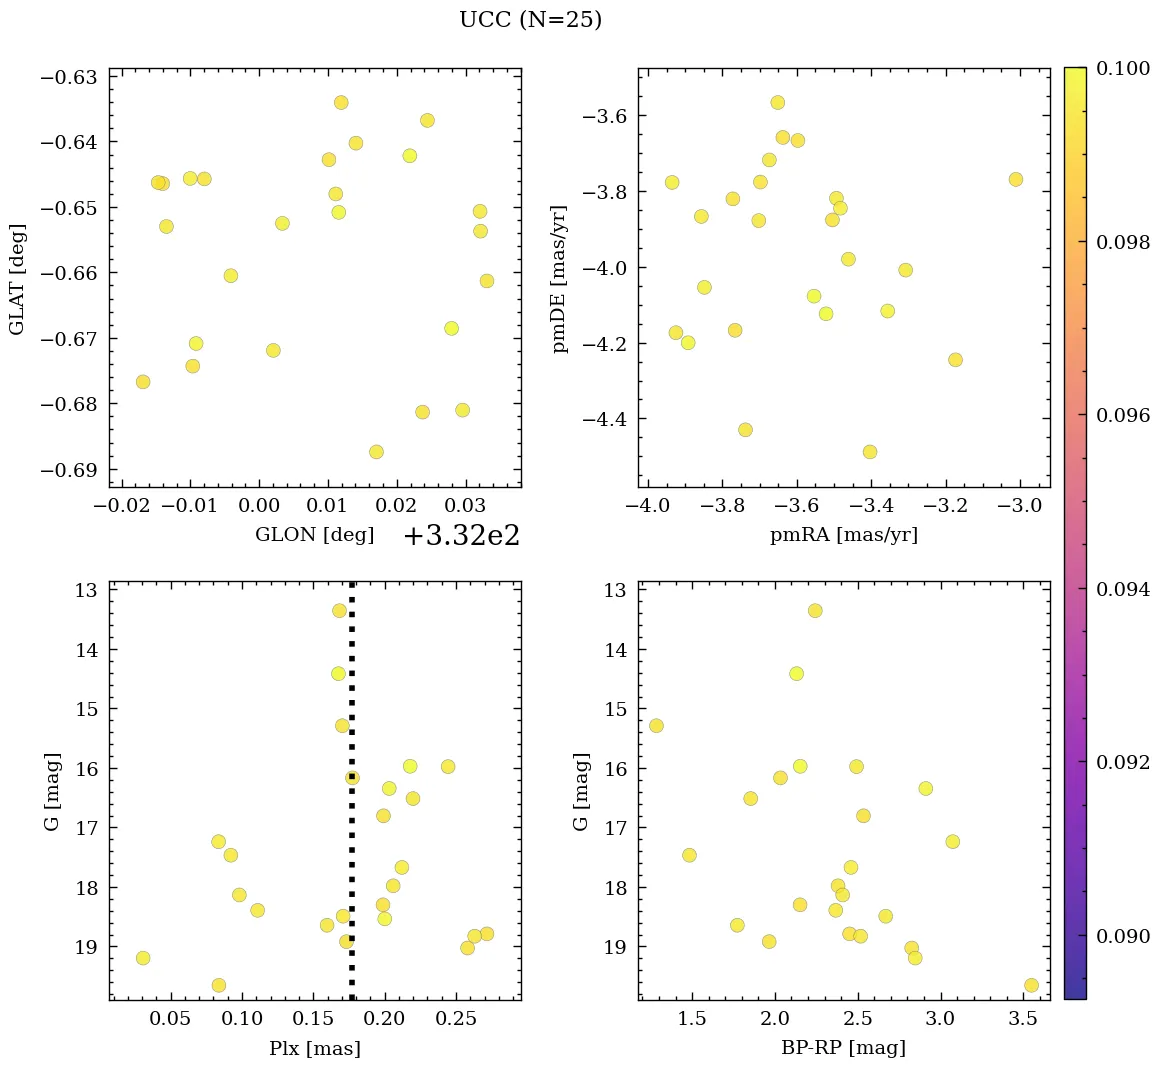 UCC (N=25)
−0.63
−0.64
−0.65
−0.66
−0.67
−0.68
−0.69
GLAT [deg]
−0.02 −0.01 0.00 0.01 0.02 0.03
GLON [deg] +3.32e2
−3.6
−3.8
−4.0
−4.2
−4.4
pmDE [mas/yr]
−4.0 −3.8 −3.6 −3.4 −3.2 −3.0
pmRA [mas/yr]
13
14
15
16
17
18
19
G [mag]
0.05 0.10 0.15 0.20 0.25
Plx [mas]
13
14
15
16
17
18
19
G [mag]
1.5 2.0 2.5 3.0 3.5
BP-RP [mag]
0.100
0.098
0.096
0.094
0.092
0.090